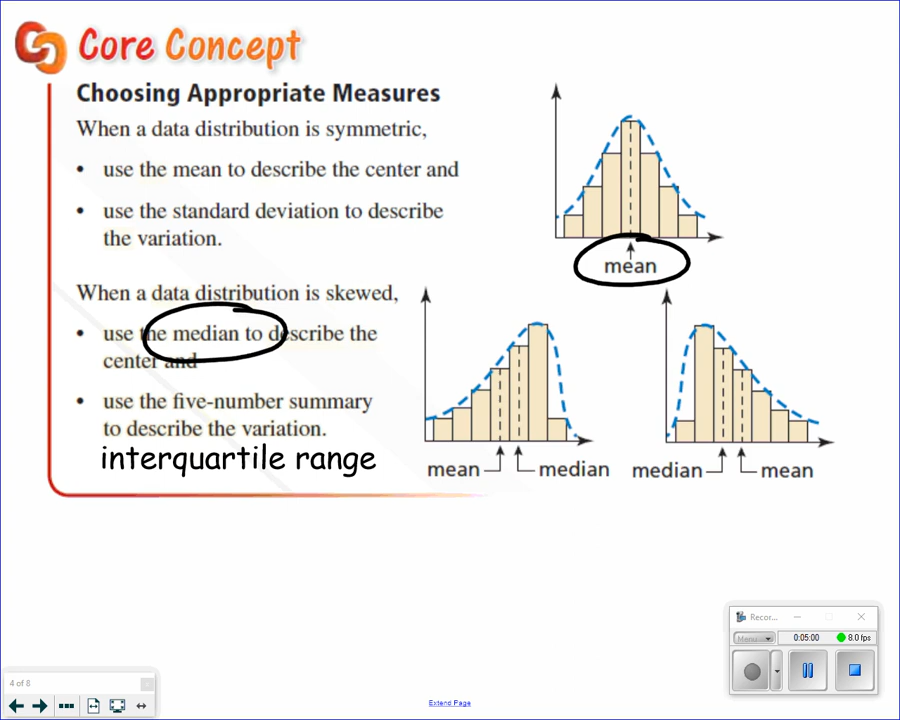 Core Concept
Choosing Appropriate Measures
When a data distribution is symmetric,
• use the mean to describe the center and
• use the standard deviation to describe
the variation.
mean
When a data distribution is skewed,
• use the median to describe the
center and
• use the five-number summary
to describe the variation.
interquartile range
mean
median
median
mean
Recor...
Menu
0:05:00
8.0 fps
4 of 8
Extend Page